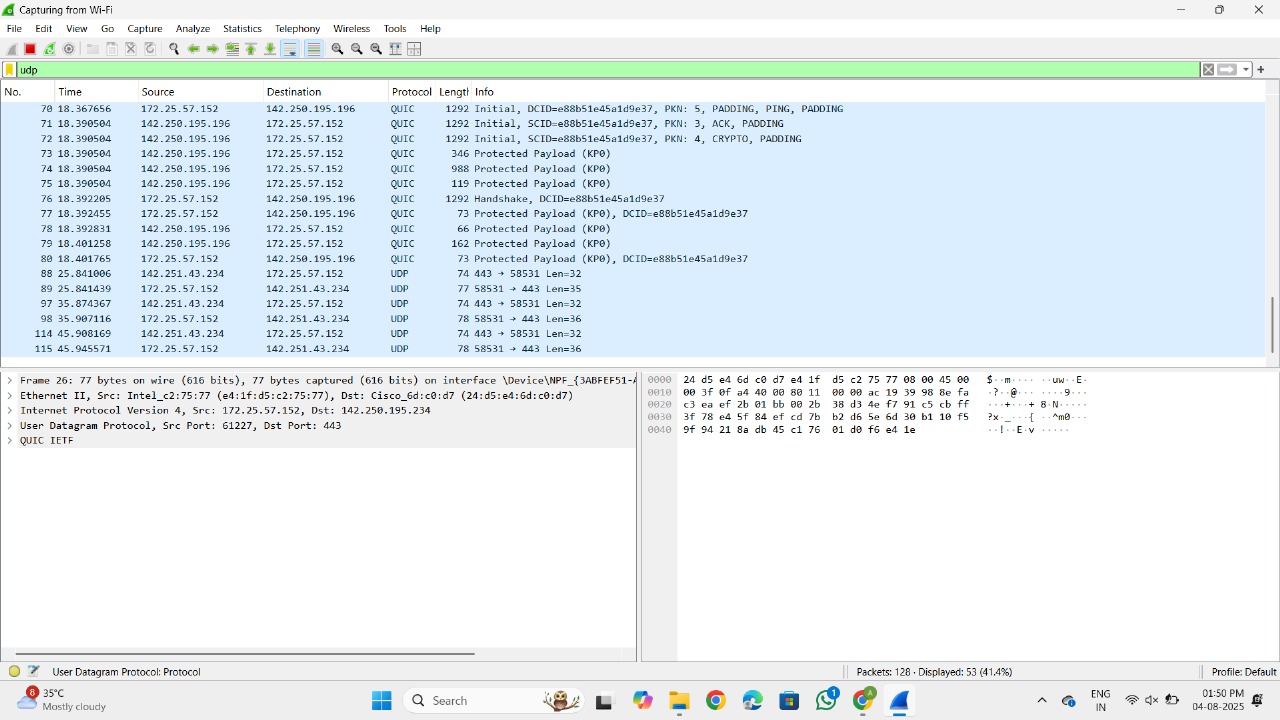 Capturing from Wi-Fi
File Edit View Go Capture Analyze Statistics Telephony Wireless Tools Help
udp
No. Time Source Destination Protocol Length Info
70 18.367656 172.25.57.152 142.250.195.196 QUIC 1292 Initial, DCID=e88b51e45a1d9e37, PKN: 5, PADDING, PING, PADDING
71 18.390504 142.250.195.196 172.25.57.152 QUIC 1292 Initial, SCID=e88b51e45a1d9e37, PKN: 3, ACK, PADDING
72 18.390504 142.250.195.196 172.25.57.152 QUIC 1292 Initial, SCID=e88b51e45a1d9e37, PKN: 4, CRYPTO, PADDING
73 18.390504 142.250.195.196 172.25.57.152 QUIC 346 Protected Payload (KP0)
74 18.390504 142.250.195.196 172.25.57.152 QUIC 988 Protected Payload (KP0)
75 18.390504 142.250.195.196 172.25.57.152 QUIC 119 Protected Payload (KP0)
76 18.392205 172.25.57.152 142.250.195.196 QUIC 1292 Handshake, DCID=e88b51e45a1d9e37
77 18.392455 172.25.57.152 142.250.195.196 QUIC 73 Protected Payload (KP0), DCID=e88b51e45a1d9e37
78 18.392831 142.250.195.196 172.25.57.152 QUIC 66 Protected Payload (KP0)
79 18.401258 142.250.195.196 172.25.57.152 QUIC 162 Protected Payload (KP0)
80 18.401765 172.25.57.152 142.250.195.196 QUIC 73 Protected Payload (KP0), DCID=e88b51e45a1d9e37
88 25.841006 142.251.43.234 172.25.57.152 UDP 74 443 → 58531 Len=32
89 25.841439 172.25.57.152 142.251.43.234 UDP 77 58531 → 443 Len=35
97 35.874367 142.251.43.234 172.25.57.152 UDP 74 443 → 58531 Len=32
98 35.907116 172.25.57.152 142.251.43.234 UDP 78 58531 → 443 Len=36
114 45.908169 142.251.43.234 172.25.57.152 UDP 74 443 → 58531 Len=32
115 45.945571 172.25.57.152 142.251.43.234 UDP 78 58531 → 443 Len=36
Frame 26: 77 bytes on wire (616 bits), 77 bytes captured (616 bits) on interface \Device\NPF_{3ABFEF51-A
Ethernet II, Src: Intel_c2:75:77 (e4:1f:d5:c2:75:77), Dst: Cisco_6d:c0:d7 (24:d5:e4:6d:c0:d7)
Internet Protocol Version 4, Src: 172.25.57.152, Dst: 142.250.195.234
User Datagram Protocol, Src Port: 61227, Dst Port: 443
QUIC IETF
0000 24 d5 e4 6d c0 d7 e4 1f d5 c2 75 77 08 00 45 00 $··m···· ··uw··E·
0010 00 3f 0f a4 40 00 80 11 00 00 ac 19 39 98 8e fa ·?··@··· ····9···
0020 c3 ea ef 2b 01 bb 00 2b 38 d3 4e f7 91 c5 cb ff ···+···+ 8·N·····
0030 3f 78 e4 5f 84 ef cd 7b b2 d6 5e 6d 30 b1 10 f5 ?x·_···{ ··^m0···
0040 9f 94 21 8a db 45 c1 76 01 d0 f6 e4 1e ··!··E·v ·····
User Datagram Protocol: Protocol
Packets: 128 · Displayed: 53 (41.4%)
Profile: Default
8
35°C
Mostly cloudy
Search
1
A
ENG
IN
01:50 PM
04-08-2025